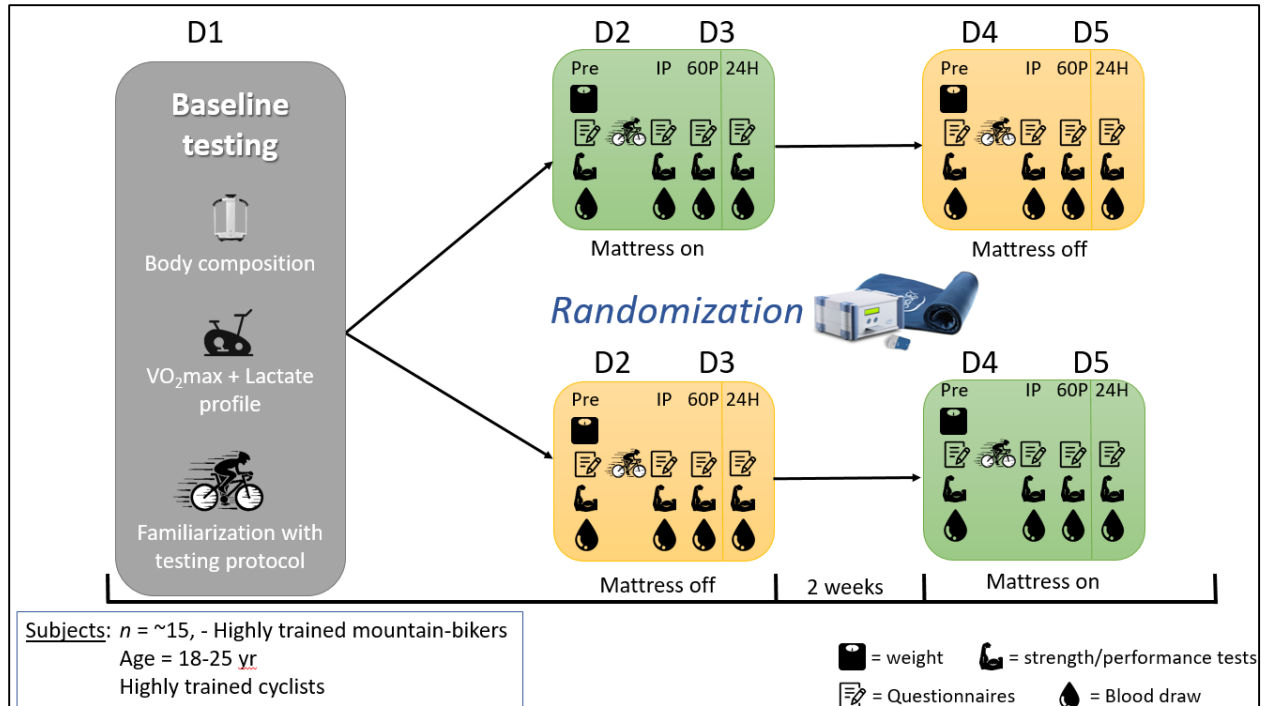 D1
Baseline
testing
Body composition
VO₂max + Lactate
profile
Familiarization with
testing protocol
D2 D3
Pre IP 60P 24H
Mattress on
D4 D5
Pre IP 60P 24H
Mattress off
Randomization
D2 D3
Pre IP 60P 24H
Mattress off
D4 D5
Pre IP 60P 24H
Mattress on
2 weeks
Subjects: n = ~15, - Highly trained mountain-bikers
Age = 18-25 yr
Highly trained cyclists
= weight = strength/performance tests
= Questionnaires = Blood draw